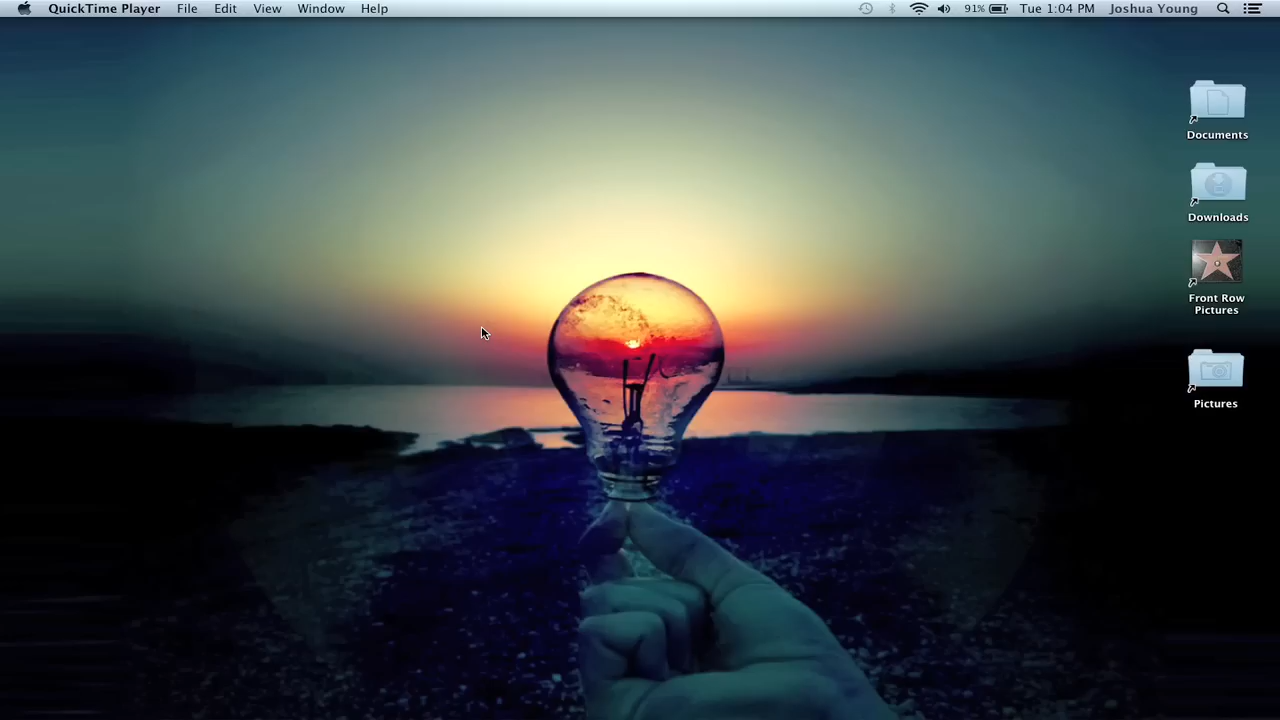 QuickTime Player File Edit View Window Help 91% Tue 1:04 PM Joshua Young
Documents
Downloads
Front Row
Pictures
Pictures